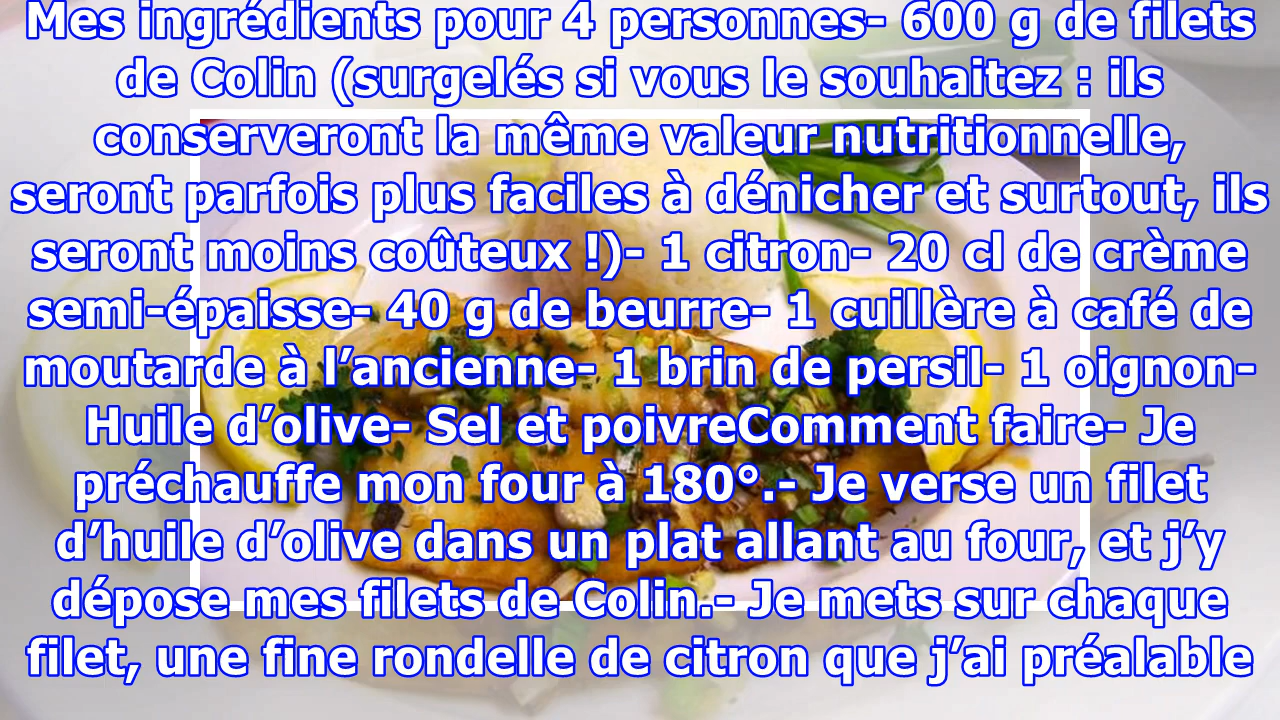 Mes ingrédients pour 4 personnes- 600 g de filets
de Colin (surgelés si vous le souhaitez : ils
conserveront la même valeur nutritionnelle,
seront parfois plus faciles à dénicher et surtout, ils
seront moins coûteux !)- 1 citron- 20 cl de crème
semi-épaisse- 40 g de beurre- 1 cuillère à café de
moutarde à l’ancienne- 1 brin de persil- 1 oignon-
Huile d’olive- Sel et poivreComment faire- Je
préchauffe mon four à 180°.- Je verse un filet
d’huile d’olive dans un plat allant au four, et j’y
dépose mes filets de Colin.- Je mets sur chaque
filet, une fine rondelle de citron que j’ai préalable